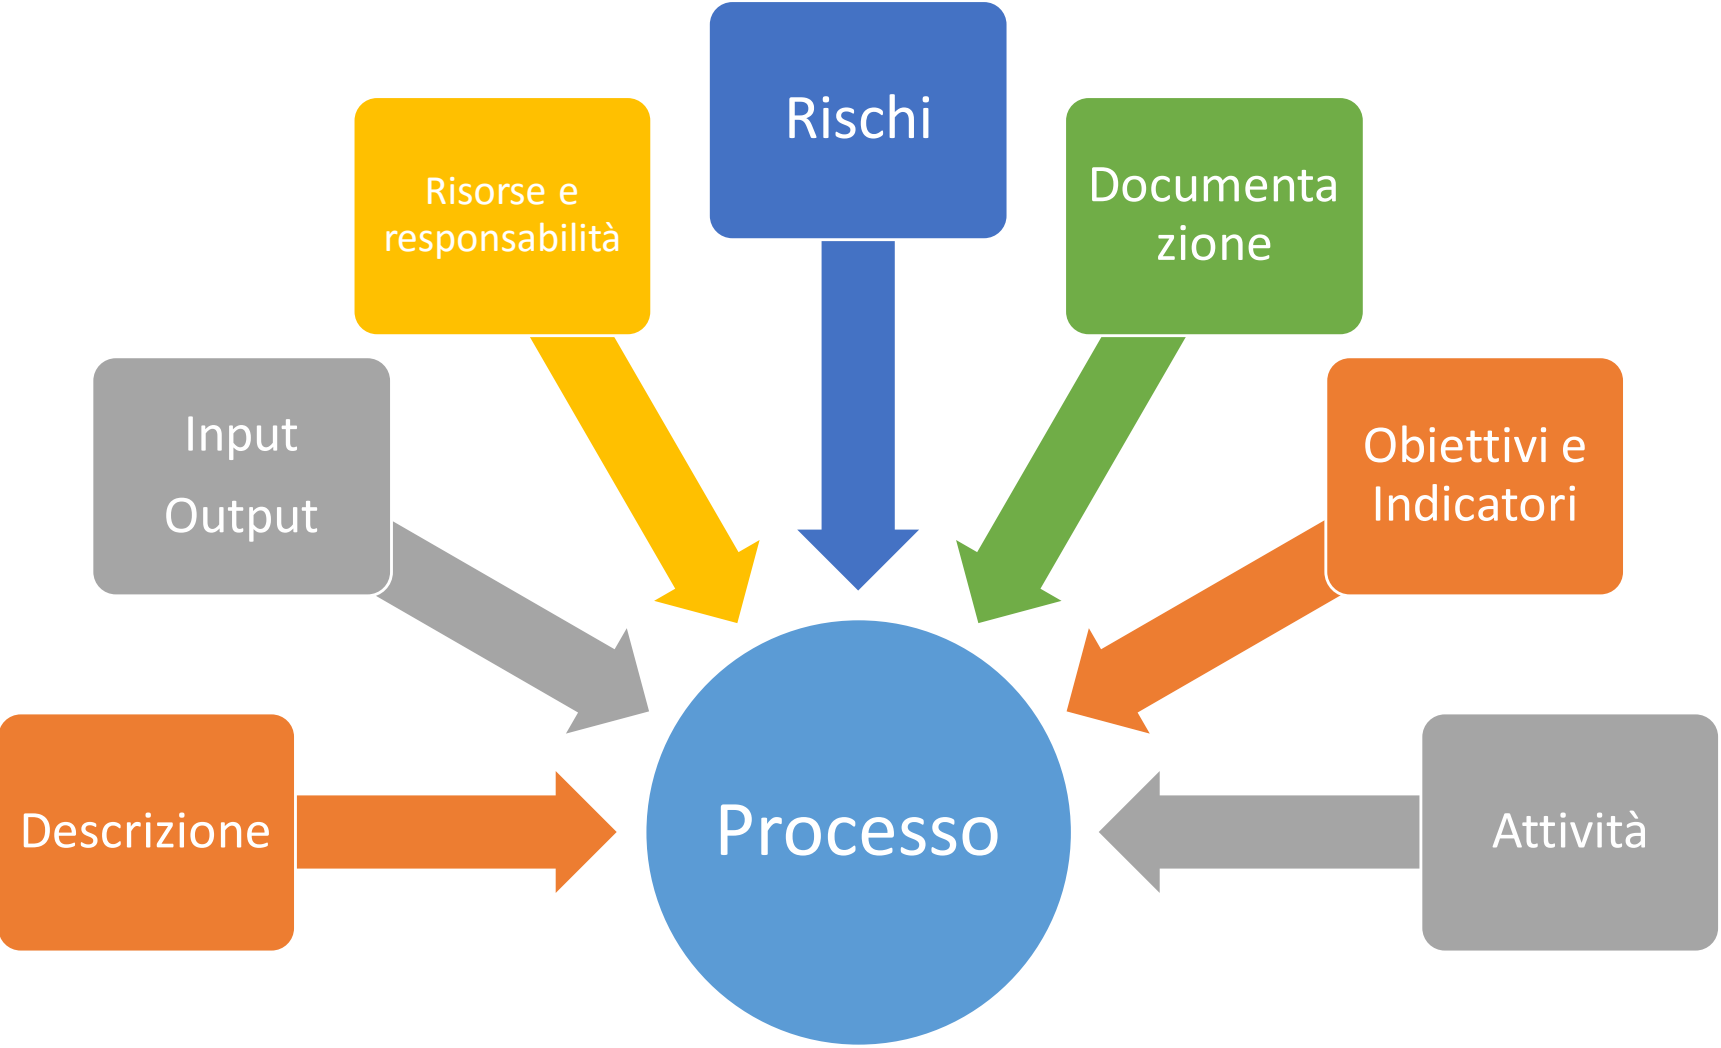 Rischi
Risorse e
responsabilità
Documenta
zione
Input
Output
Obiettivi e
Indicatori
Descrizione
Processo
Attività